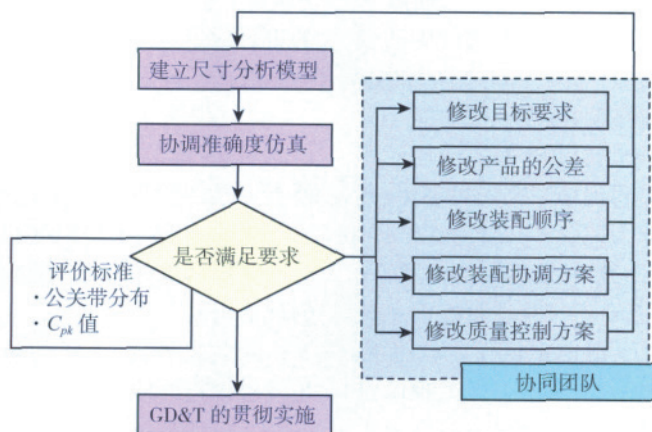 建立尺寸分析模型
协调准确度仿真
是否满足要求
评价标准
·公关带分布
·Cpk 值
GD&T 的贯彻实施
修改目标要求
修改产品的公差
修改装配顺序
修改装配协调方案
修改质量控制方案
协同团队